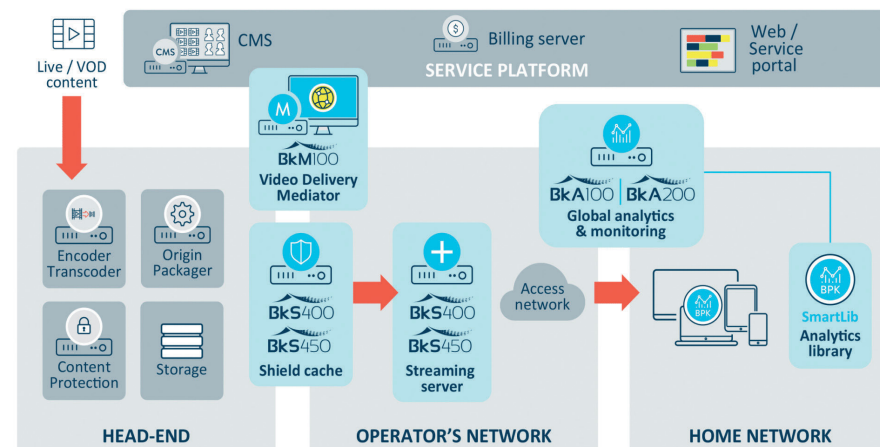 Live / VOD
content
CMS
CMS
$
Billing server
SERVICE PLATFORM
Web /
Service
portal
M
BKM100
Video Delivery
Mediator
BKA100
BKA200
Global analytics
& monitoring
Encoder
Transcoder
Origin
Packager
Content
Protection
Storage
BKS400
BKS450
Shield cache
BKS400
BKS450
Streaming
server
Access
network
BPK
BPK
SmartLib
Analytics
library
HEAD-END
OPERATOR'S NETWORK
HOME NETWORK